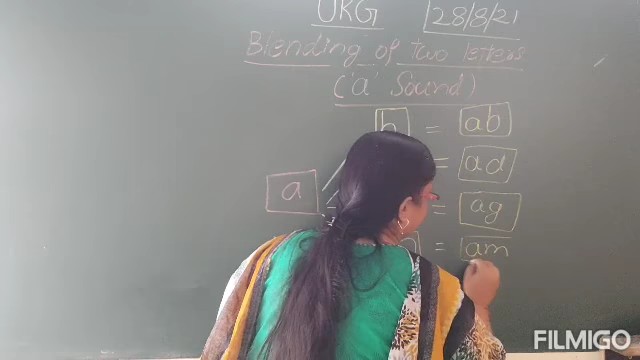 UKG 28/8/21
Blending of two letters
('a' Sound)
b = ab
= ad
a = ag
= am
FILMIGO